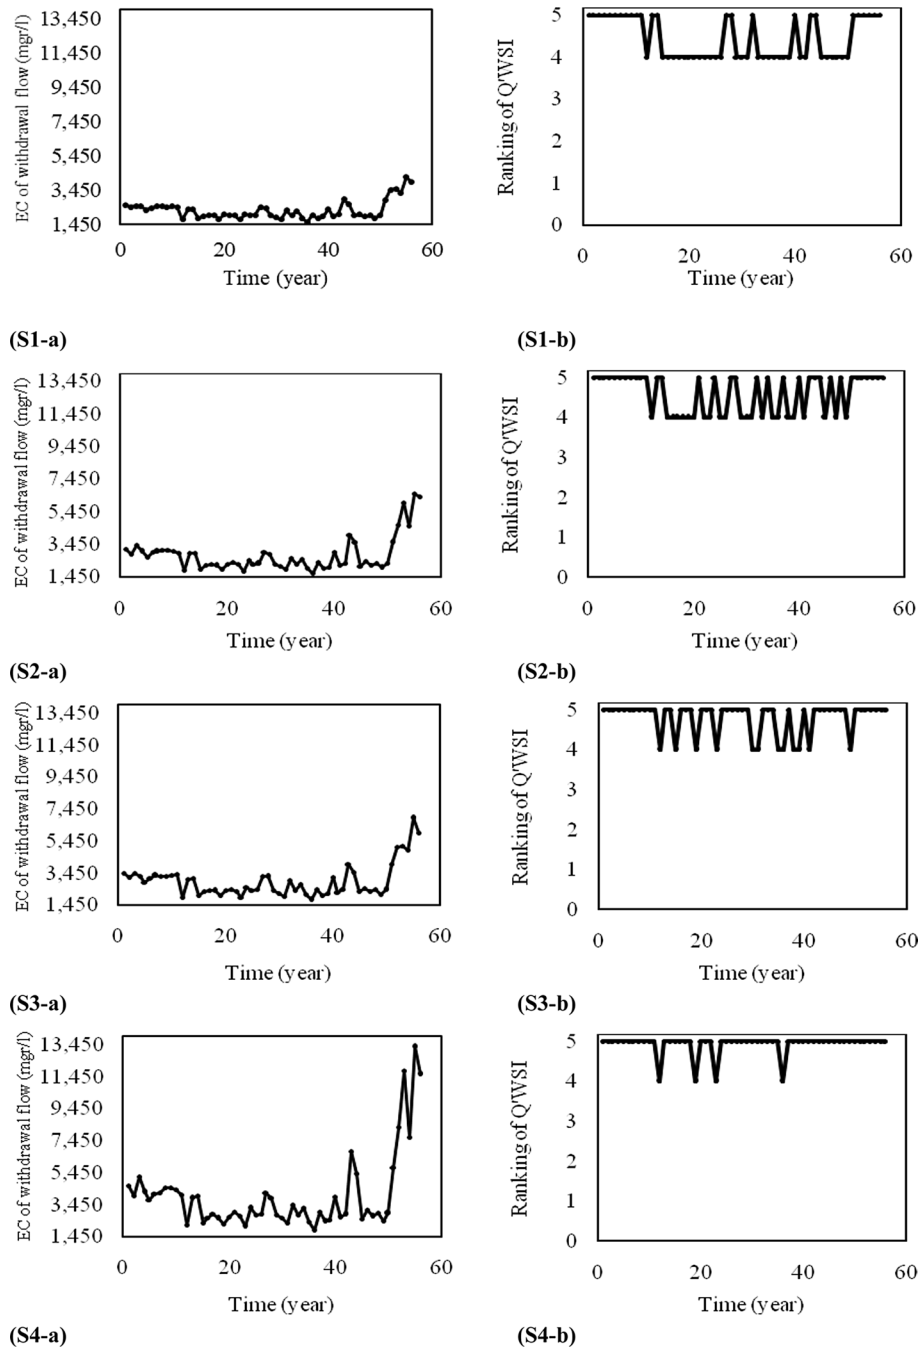 EC of withdrawal flow (mgr/l)
13,450
11,450
9,450
7,450
5,450
3,450
1,450
0 20 40 60
Time (year)
(S1-a)
Ranking of Q'WSI
5
4
3
2
1
0
0 20 40 60
Time (year)
(S1-b)
EC of withdrawal flow (mgr/l)
13,450
11,450
9,450
7,450
5,450
3,450
1,450
0 20 40 60
Time (year)
(S2-a)
Ranking of Q'WSI
5
4
3
2
1
0
0 20 40 60
Time (year)
(S2-b)
EC of withdrawal flow (mgr/l)
13,450
11,450
9,450
7,450
5,450
3,450
1,450
0 20 40 60
Time (year)
(S3-a)
Ranking of Q'WSI
5
4
3
2
1
0
0 20 40 60
Time (year)
(S3-b)
EC of withdrawal flow (mgr/l)
13,450
11,450
9,450
7,450
5,450
3,450
1,450
0 20 40 60
Time (year)
(S4-a)
Ranking of Q'WSI
5
4
3
2
1
0
0 20 40 60
Time (year)
(S4-b)